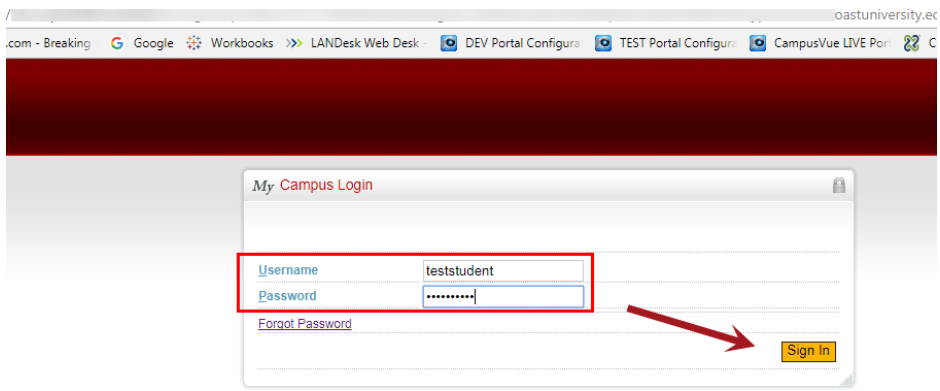 oastuniversity.ed
.com - Breaking Google Workbooks LANDesk Web Desk - DEV Portal Configura TEST Portal Configura CampusVue LIVE Por C
My Campus Login
Username teststudent
Password ••••••••••
Forgot Password
Sign In